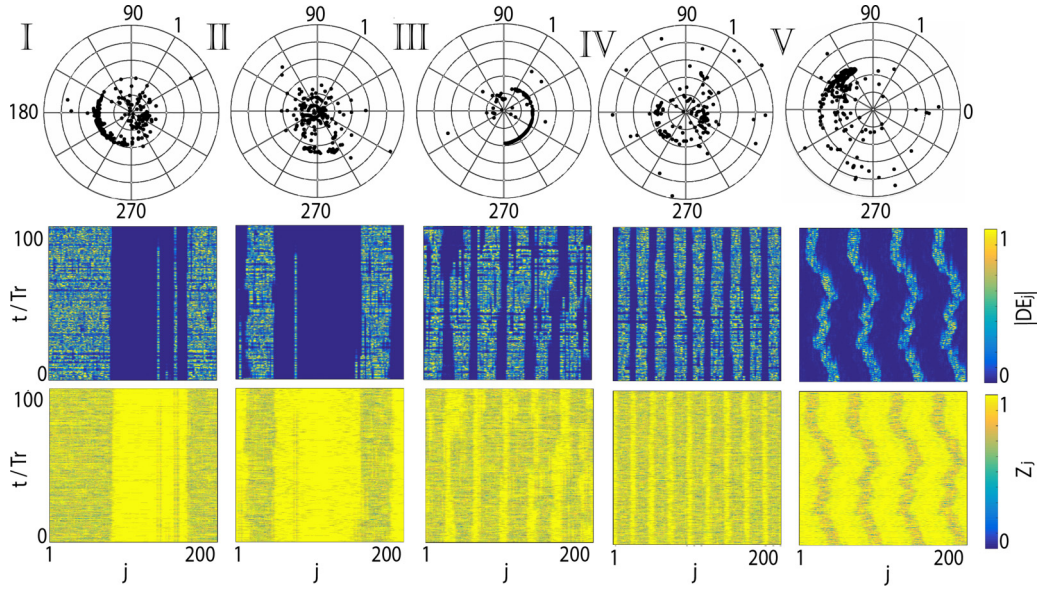 I II III IV V
90 1 90 1 90 1 90 1 90 1
180 0
270 270 270 270 270
100
t/Tr
0
1
|DEj|
0
100
t/Tr
0
1
Zj
0
1 200 1 200 1 200 1 200 1 200
j j j j j